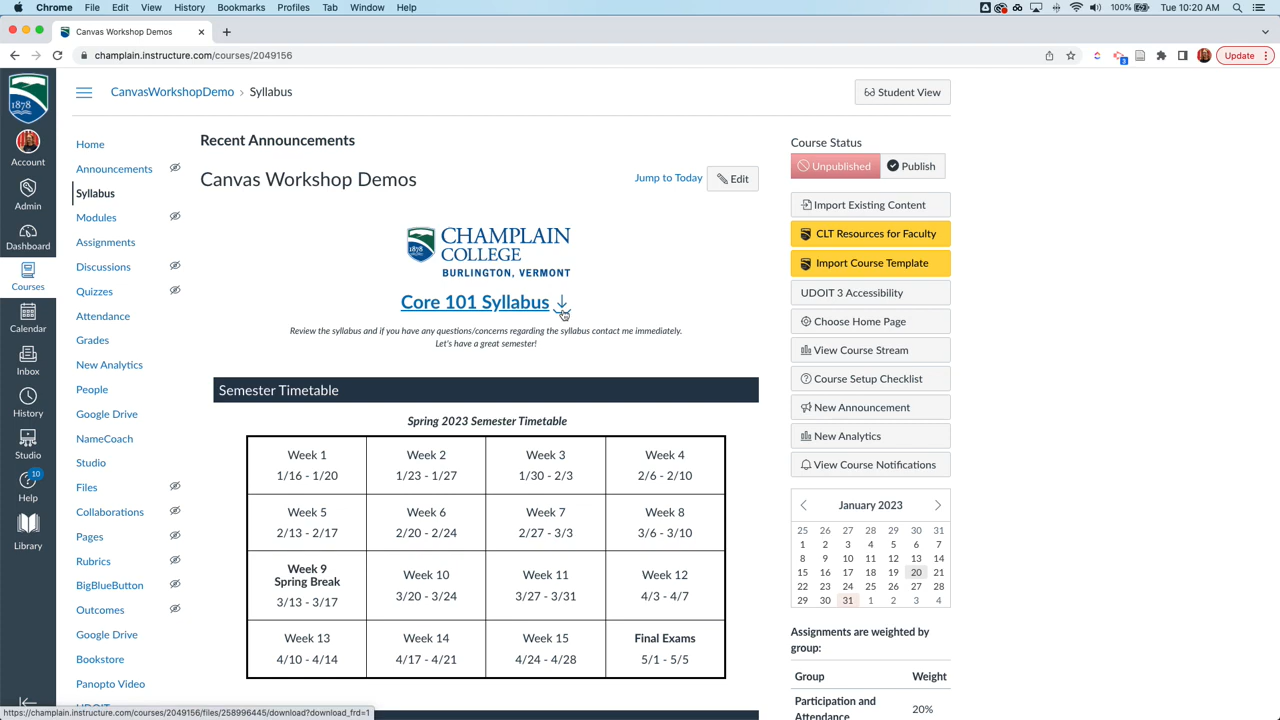 Chrome File Edit View History Bookmarks Profiles Tab Window Help
100% Tue 10:20 AM
Canvas Workshop Demos
champlain.instructure.com/courses/2049156
3
Update
1878
Account
Admin
Dashboard
Courses
Calendar
Inbox
History
Studio
10
Help
Library
CanvasWorkshopDemo › Syllabus
Student View
Home
Announcements
Syllabus
Modules
Assignments
Discussions
Quizzes
Attendance
Grades
New Analytics
People
Google Drive
NameCoach
Studio
Files
Collaborations
Pages
Rubrics
BigBlueButton
Outcomes
Google Drive
Bookstore
Panopto Video
UDOIT
Recent Announcements
Canvas Workshop Demos
Jump to Today
Edit
1878
CHAMPLAIN
COLLEGE
BURLINGTON, VERMONT
Core 101 Syllabus
Review the syllabus and if you have any questions/concerns regarding the syllabus contact me immediately.
Let's have a great semester!
Semester Timetable
Spring 2023 Semester Timetable
Week 1 Week 2 Week 3 Week 4
1/16 - 1/20 1/23 - 1/27 1/30 - 2/3 2/6 - 2/10
Week 5 Week 6 Week 7 Week 8
2/13 - 2/17 2/20 - 2/24 2/27 - 3/3 3/6 - 3/10
Week 9 Week 10 Week 11 Week 12
Spring Break
3/13 - 3/17 3/20 - 3/24 3/27 - 3/31 4/3 - 4/7
Week 13 Week 14 Week 15 Final Exams
4/10 - 4/14 4/17 - 4/21 4/24 - 4/28 5/1 - 5/5
Course Status
Unpublished Publish
Import Existing Content
CLT Resources for Faculty
Import Course Template
UDOIT 3 Accessibility
Choose Home Page
View Course Stream
Course Setup Checklist
New Announcement
New Analytics
View Course Notifications
January 2023
25 26 27 28 29 30 31
1 2 3 4 5 6 7
8 9 10 11 12 13 14
15 16 17 18 19 20 21
22 23 24 25 26 27 28
29 30 31 1 2 3 4
Assignments are weighted by
group:
Group Weight
Participation and
Attendance 20%
https://champlain.instructure.com/courses/2049156/files/258996445/download?download_frd=1